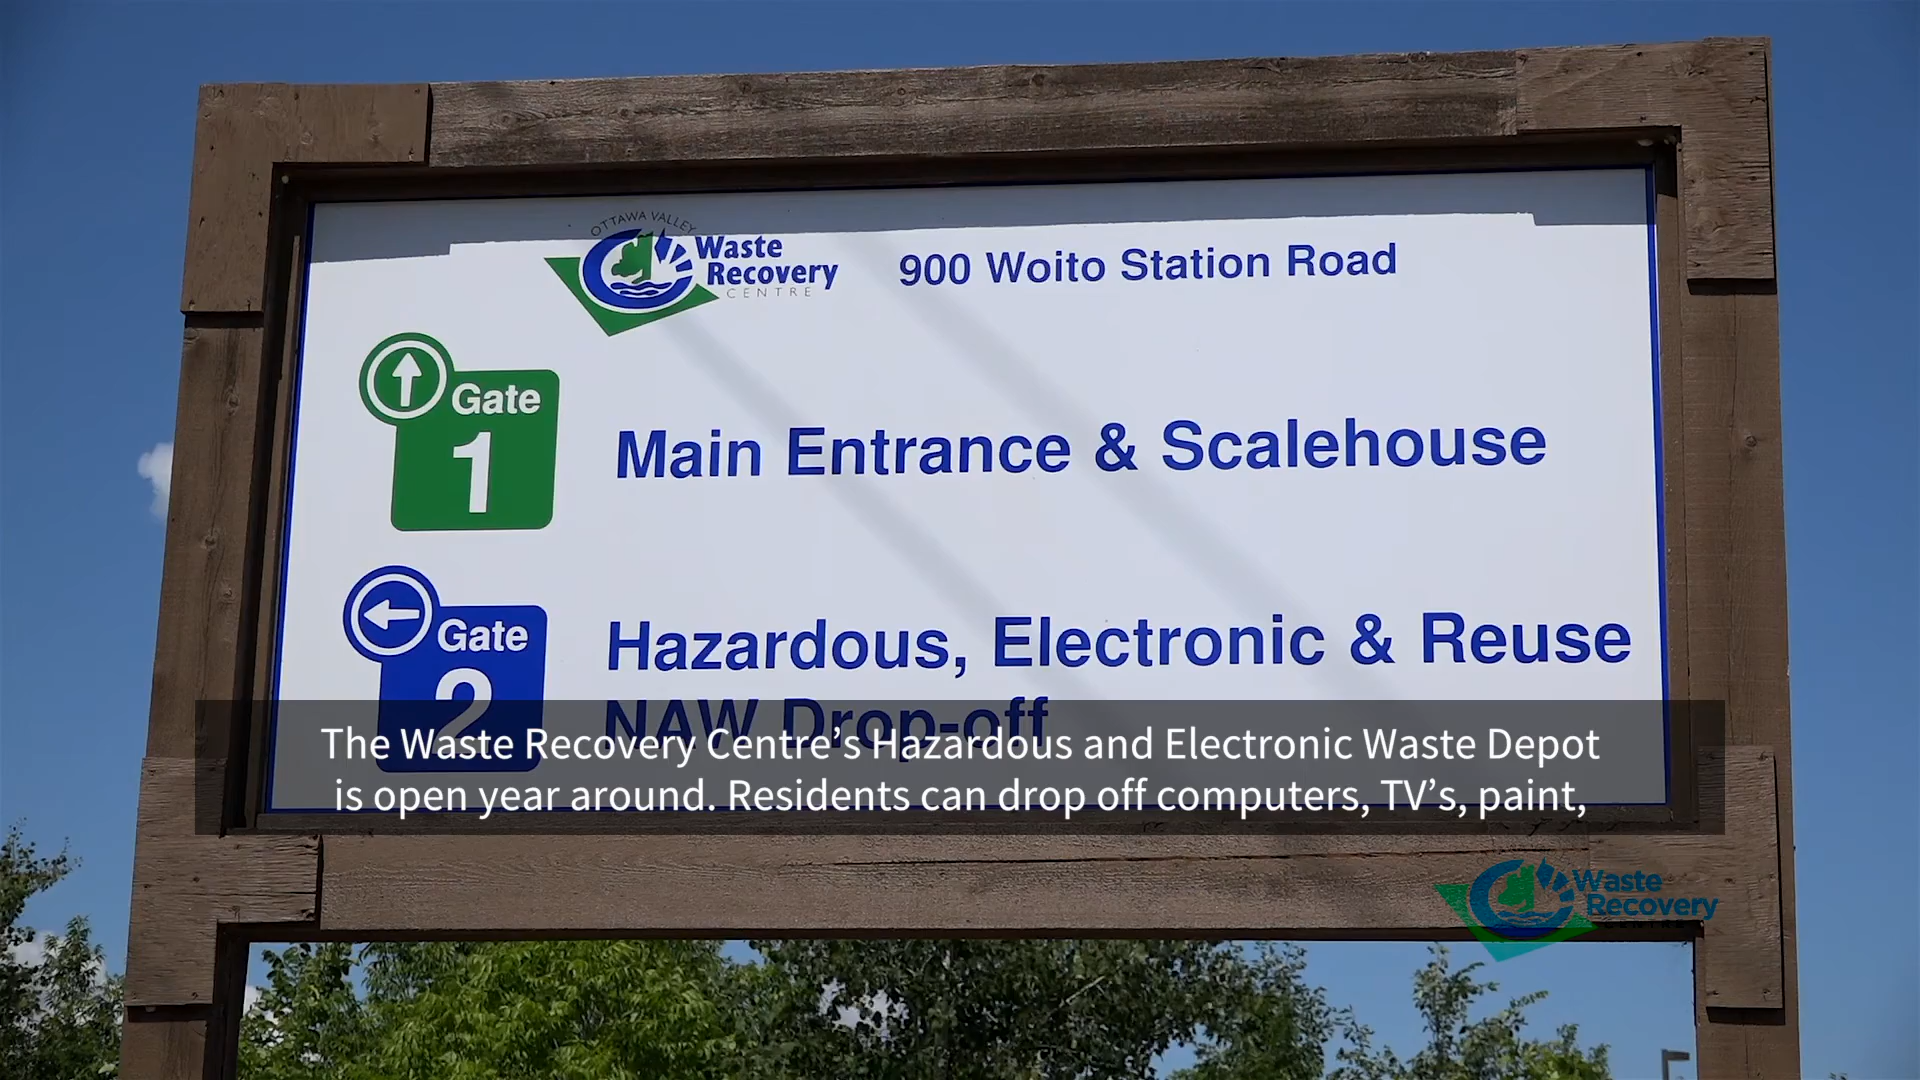 OTTAWA VALLEY
Waste
Recovery
CENTRE
900 Woito Station Road
Gate
1
Main Entrance & Scalehouse
Gate
2
Hazardous, Electronic & Reuse
NAW Drop-off
The Waste Recovery Centre’s Hazardous and Electronic Waste Depot
is open year around. Residents can drop off computers, TV’s, paint,
Waste
Recovery
CENTRE